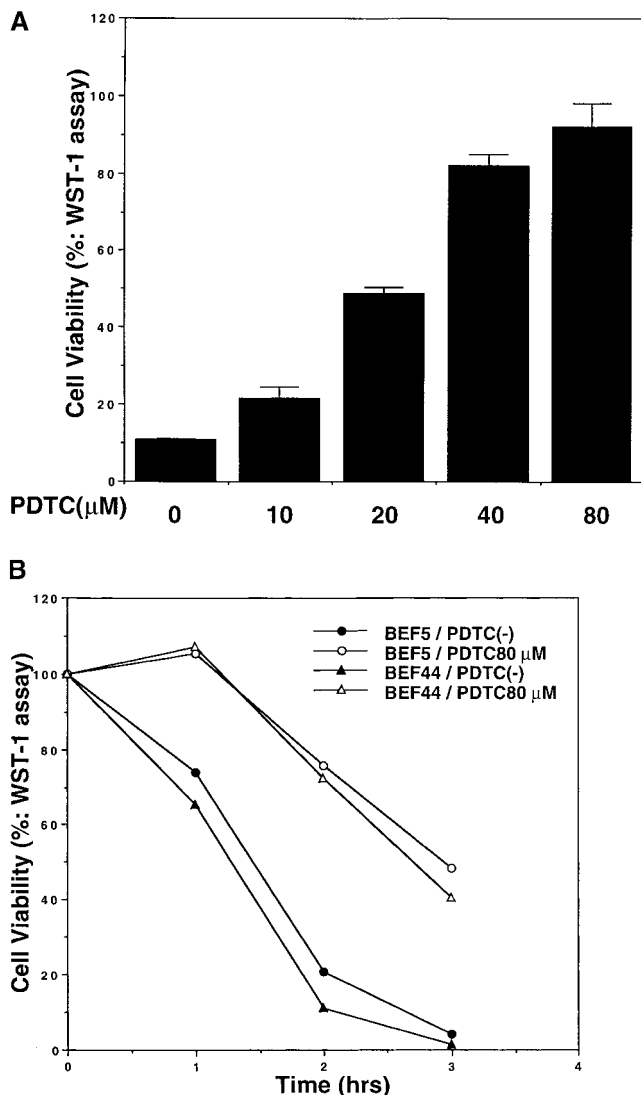 A
Cell Viability (%: WST-1 assay)
120
100
80
60
40
20
0
PDTC(μM) 0 10 20 40 80
B
Cell Viability (%: WST-1 assay)
120
100
80
60
40
20
0
BEF5 / PDTC(-)
BEF5 / PDTC80 μM
BEF44 / PDTC(-)
BEF44 / PDTC80 μM
0 1 2 3 4
Time (hrs)